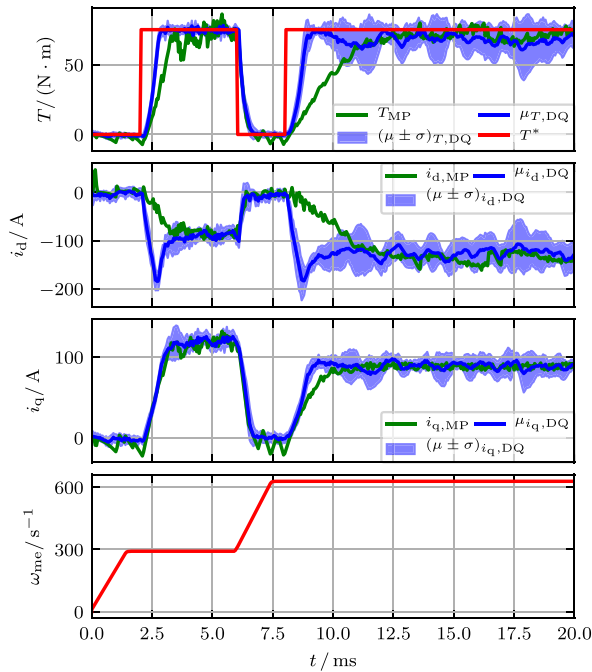 T / (N · m)
50
0
T_MP
μ_T,DQ
(μ ± σ)_T,DQ
T*
i_d / A
0
−100
−200
i_d,MP
μ_i_d,DQ
(μ ± σ)_i_d,DQ
i_q / A
100
0
i_q,MP
μ_i_q,DQ
(μ ± σ)_i_q,DQ
ω_me / s⁻¹
600
300
0
0.0 2.5 5.0 7.5 10.0 12.5 15.0 17.5 20.0
t / ms